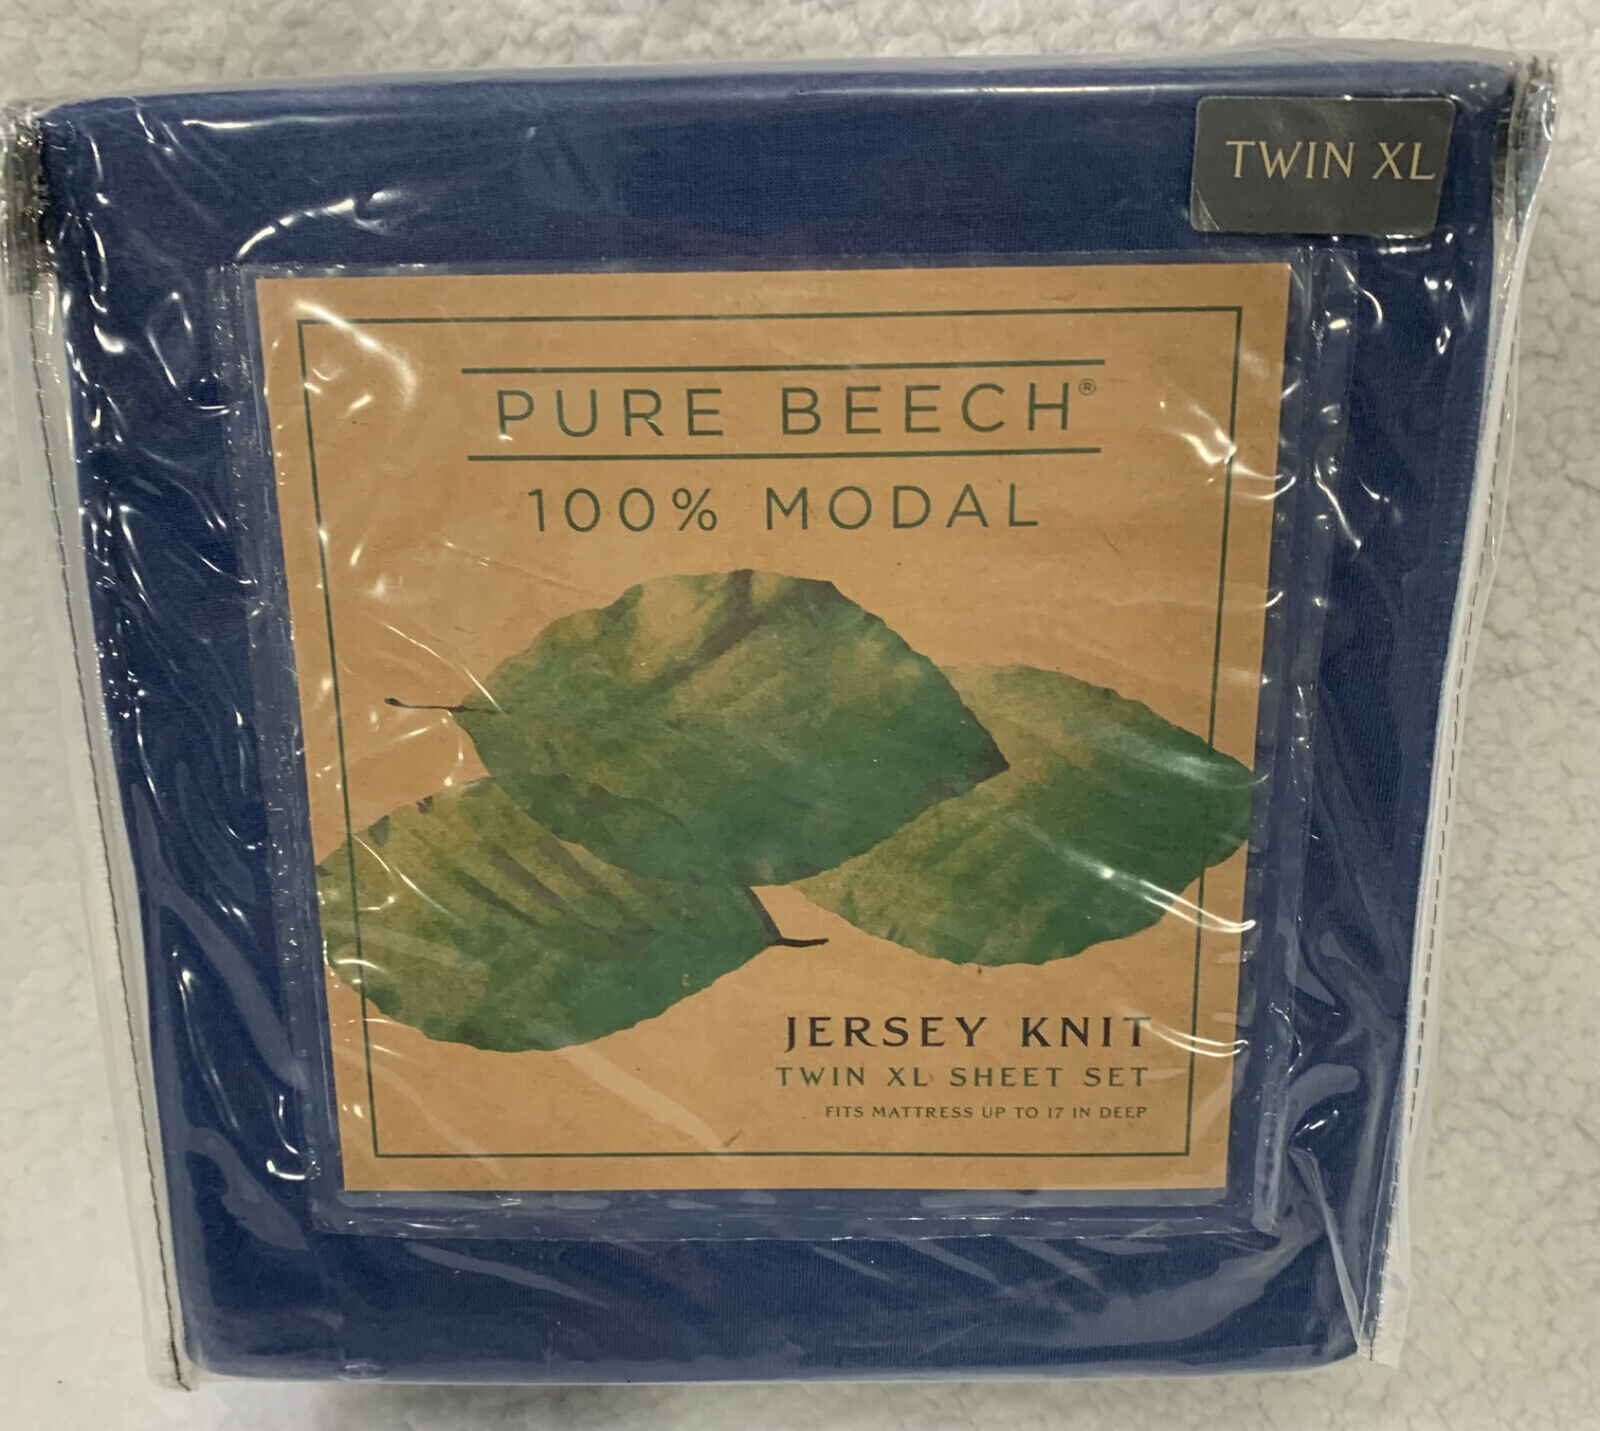 TWIN XL
PURE BEECH®
100% MODAL
JERSEY KNIT
TWIN XL SHEET SET
FITS MATTRESS UP TO 17 IN DEEP